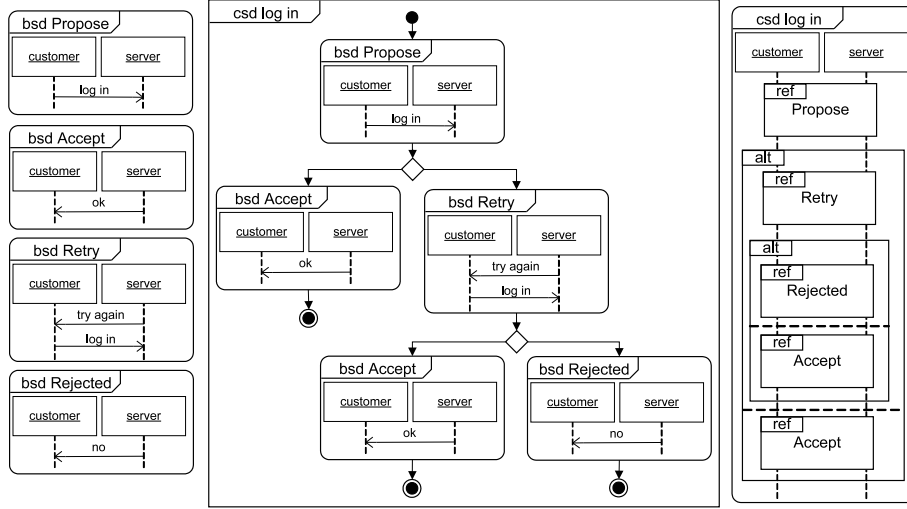 bsd Propose
customer server
log in
bsd Accept
customer server
ok
bsd Retry
customer server
try again
log in
bsd Rejected
customer server
no
csd log in
bsd Propose
customer server
log in
bsd Accept
customer server
ok
bsd Retry
customer server
try again
log in
bsd Accept
customer server
ok
bsd Rejected
customer server
no
csd log in
customer server
ref
Propose
alt
ref
Retry
alt
ref
Rejected
ref
Accept
ref
Accept